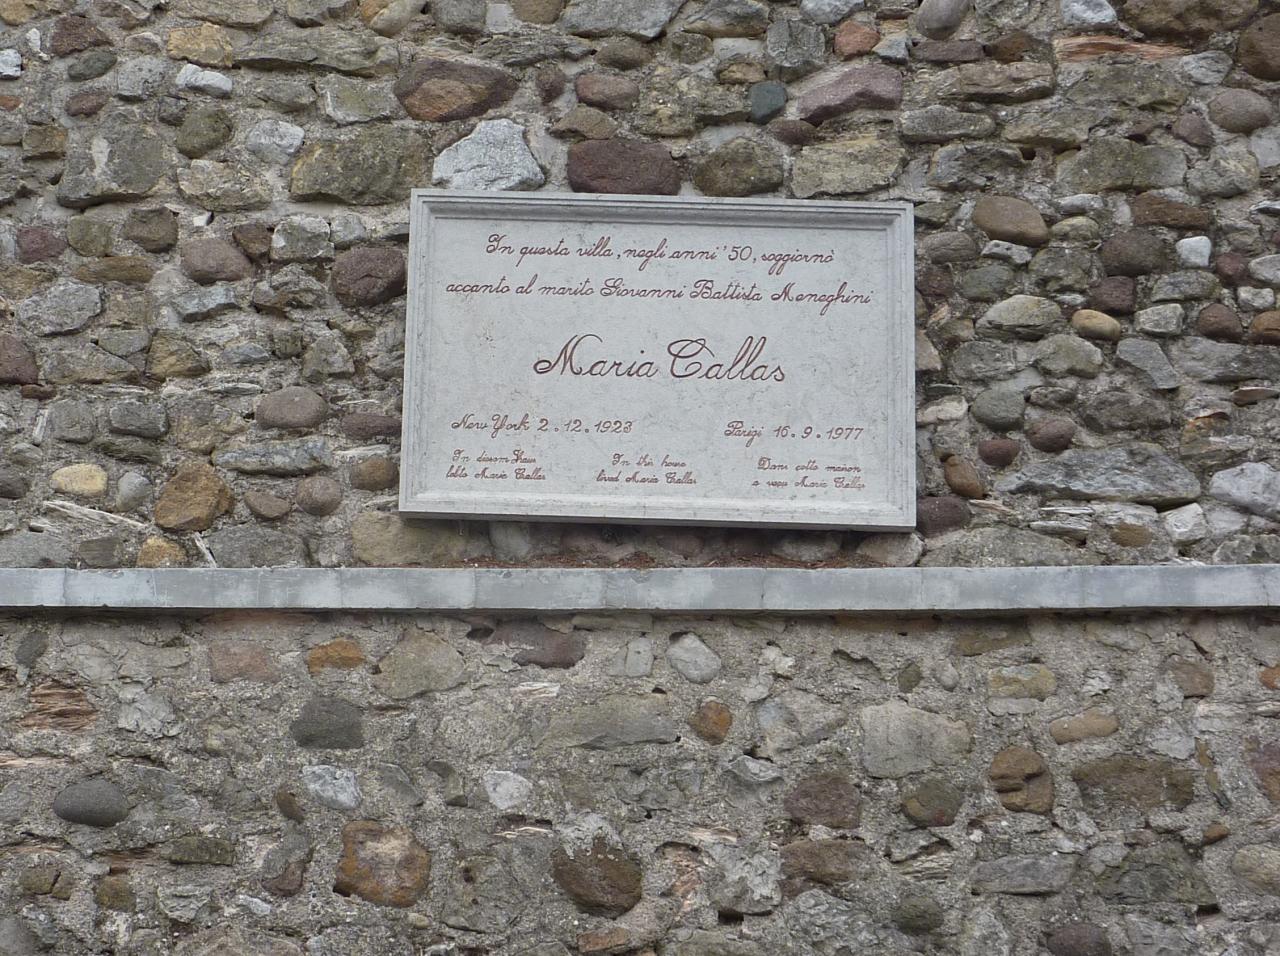 In questa villa, negli anni '50, soggiornò
accanto al marito Giovanni Battista Meneghini
Maria Callas
New York 2.12.1923
Parigi 16.9.1977
In diesem Haus
lebte Maria Callas
In this house
lived Maria Callas
Dans cette maison
a vécu Maria Callas